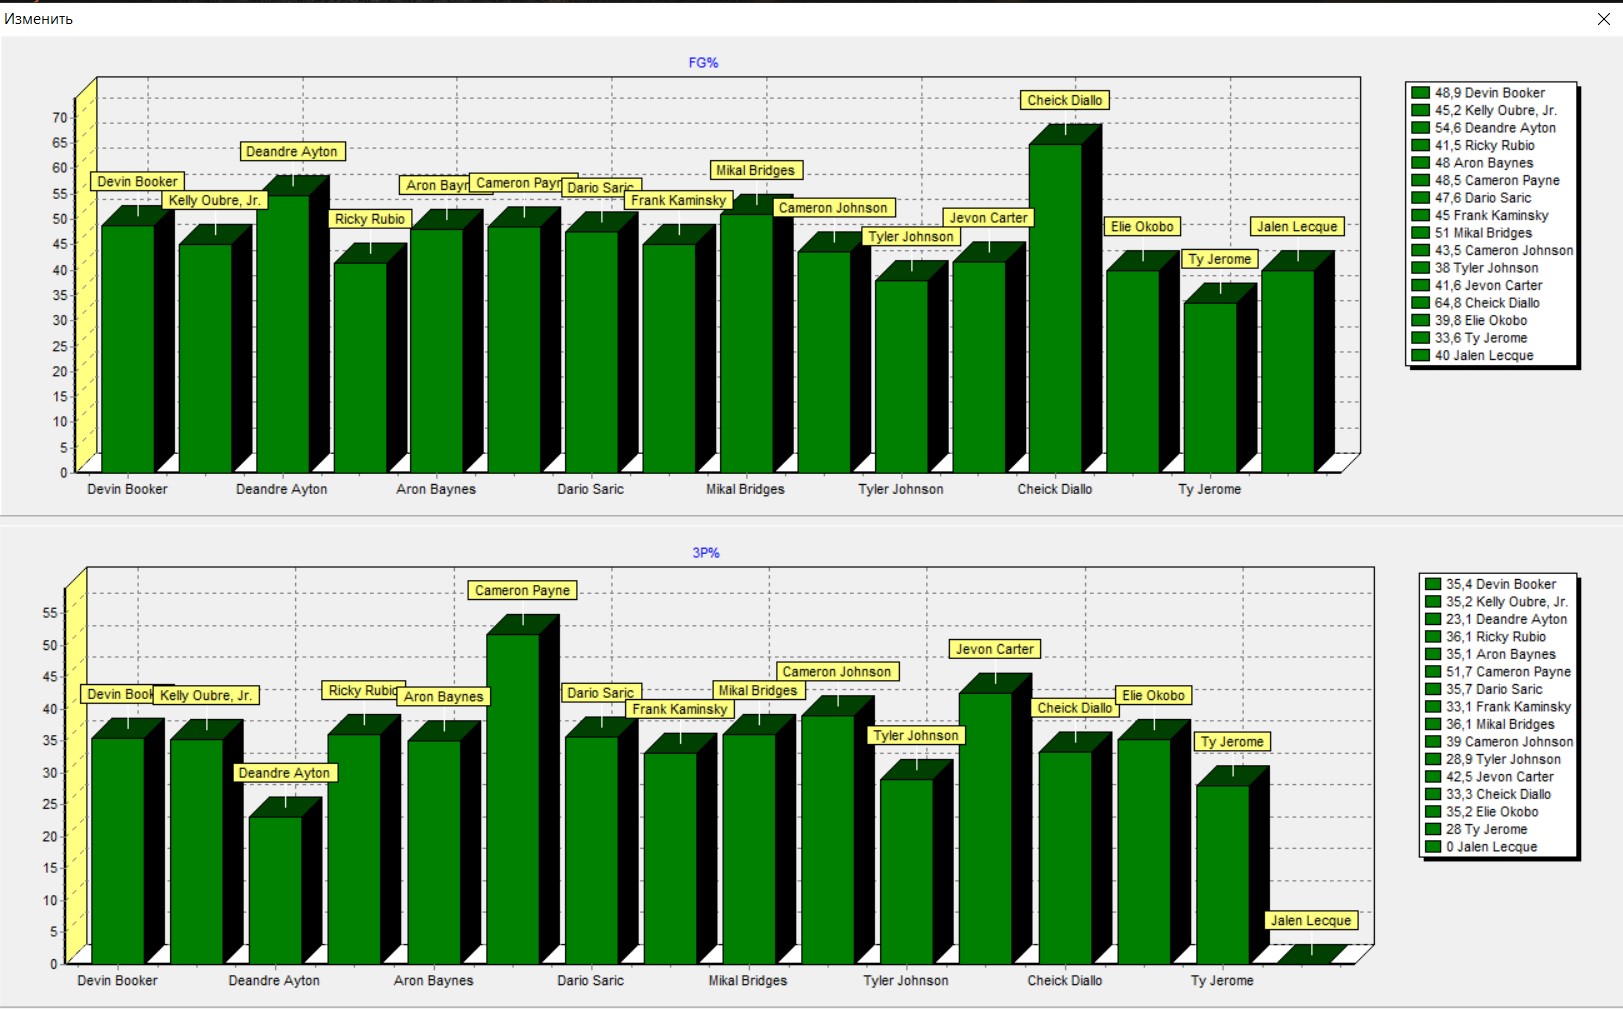 Изменить
FG%
70
65
60
55
50
45
40
35
30
25
20
15
10
5
0
Devin Booker
Kelly Oubre, Jr.
Deandre Ayton
Ricky Rubio
Aron Bayn
Cameron Payn
Dario Saric
Frank Kaminsky
Mikal Bridges
Cameron Johnson
Tyler Johnson
Jevon Carter
Cheick Diallo
Elie Okobo
Ty Jerome
Jalen Lecque
Devin Booker
Deandre Ayton
Aron Baynes
Dario Saric
Mikal Bridges
Tyler Johnson
Cheick Diallo
Ty Jerome
48,9 Devin Booker
45,2 Kelly Oubre, Jr.
54,6 Deandre Ayton
41,5 Ricky Rubio
48 Aron Baynes
48,5 Cameron Payne
47,6 Dario Saric
45 Frank Kaminsky
51 Mikal Bridges
43,5 Cameron Johnson
38 Tyler Johnson
41,6 Jevon Carter
64,8 Cheick Diallo
39,8 Elie Okobo
33,6 Ty Jerome
40 Jalen Lecque
3P%
55
50
45
40
35
30
25
20
15
10
5
0
Devin Book
Kelly Oubre, Jr.
Deandre Ayton
Ricky Rubio
Aron Baynes
Cameron Payne
Dario Saric
Frank Kaminsky
Mikal Bridges
Cameron Johnson
Tyler Johnson
Jevon Carter
Cheick Diallo
Elie Okobo
Ty Jerome
Jalen Lecque
Devin Booker
Deandre Ayton
Aron Baynes
Dario Saric
Mikal Bridges
Tyler Johnson
Cheick Diallo
Ty Jerome
35,4 Devin Booker
35,2 Kelly Oubre, Jr.
23,1 Deandre Ayton
36,1 Ricky Rubio
35,1 Aron Baynes
51,7 Cameron Payne
35,7 Dario Saric
33,1 Frank Kaminsky
36,1 Mikal Bridges
39 Cameron Johnson
28,9 Tyler Johnson
42,5 Jevon Carter
33,3 Cheick Diallo
35,2 Elie Okobo
28 Ty Jerome
0 Jalen Lecque